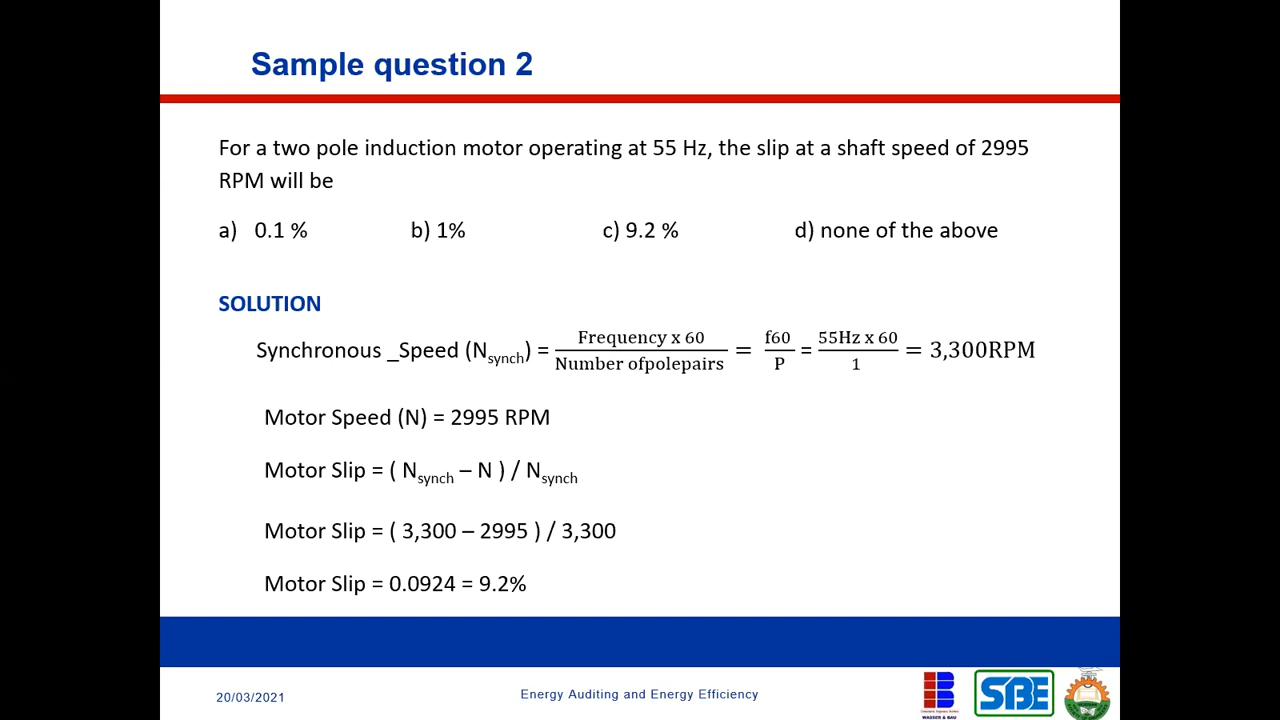 Sample question 2
For a two pole induction motor operating at 55 Hz, the slip at a shaft speed of 2995
RPM will be
a) 0.1 % b) 1% c) 9.2 % d) none of the above
SOLUTION
Synchronous _Speed (Nsynch) = Frequency x 60 / Number ofpolepairs = f60 / P = 55Hz x 60 / 1 = 3,300RPM
Motor Speed (N) = 2995 RPM
Motor Slip = ( Nsynch – N ) / Nsynch
Motor Slip = ( 3,300 – 2995 ) / 3,300
Motor Slip = 0.0924 = 9.2%
20/03/2021
Energy Auditing and Energy Efficiency
WASSER & BAU
SBE